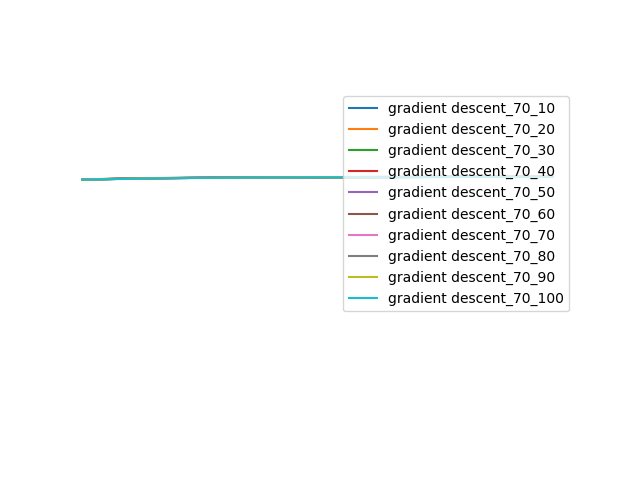 gradient descent_70_10
gradient descent_70_20
gradient descent_70_30
gradient descent_70_40
gradient descent_70_50
gradient descent_70_60
gradient descent_70_70
gradient descent_70_80
gradient descent_70_90
gradient descent_70_100